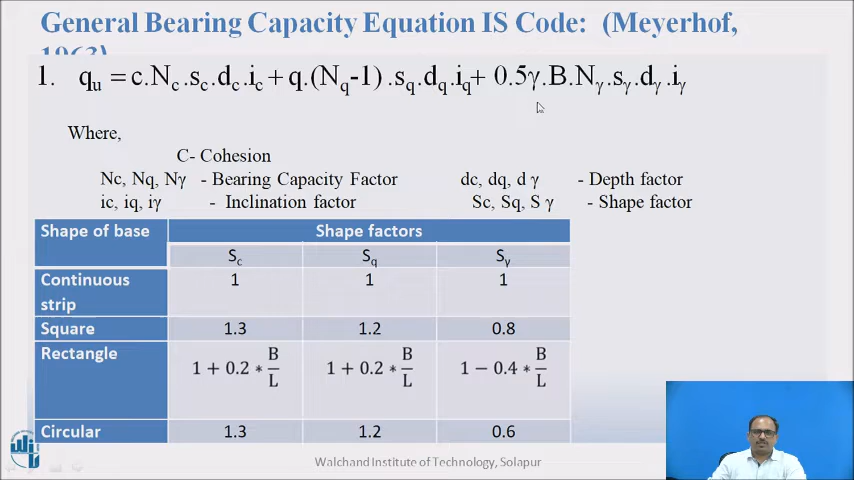 General Bearing Capacity Equation IS Code: (Meyerhof,
1963)
1. qu = c.Nc.sc.dc.ic + q.(Nq-1) .sq.dq.iq+ 0.5γ.B.Nγ.sγ.dγ.iγ
Where,
C- Cohesion
Nc, Nq, Nγ - Bearing Capacity Factor dc, dq, d γ - Depth factor
ic, iq, iγ - Inclination factor Sc, Sq, S γ - Shape factor
Shape of base Shape factors
Sc Sq Sγ
Continuous strip 1 1 1
Square 1.3 1.2 0.8
Rectangle 1 + 0.2 * B/L 1 + 0.2 * B/L 1 − 0.4 * B/L
Circular 1.3 1.2 0.6
Walchand Institute of Technology, Solapur